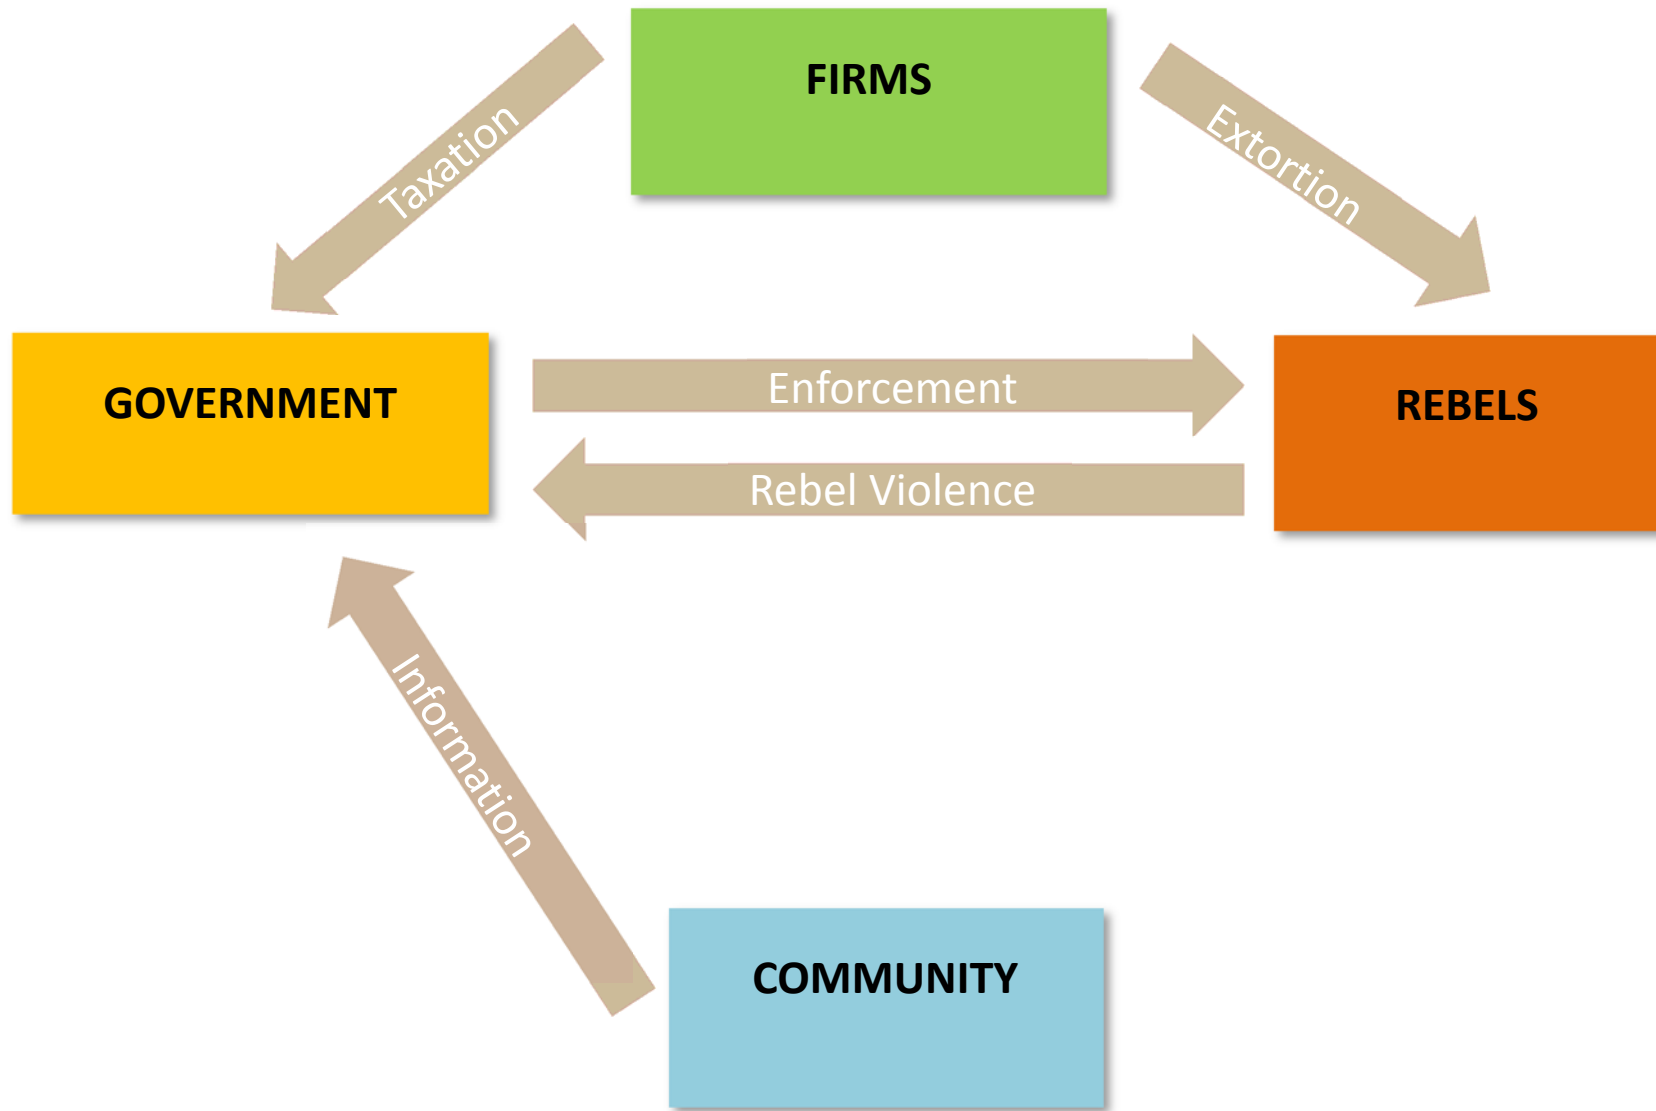 FIRMS
Taxation
Extortion
GOVERNMENT
Enforcement
REBELS
Rebel Violence
Information
COMMUNITY